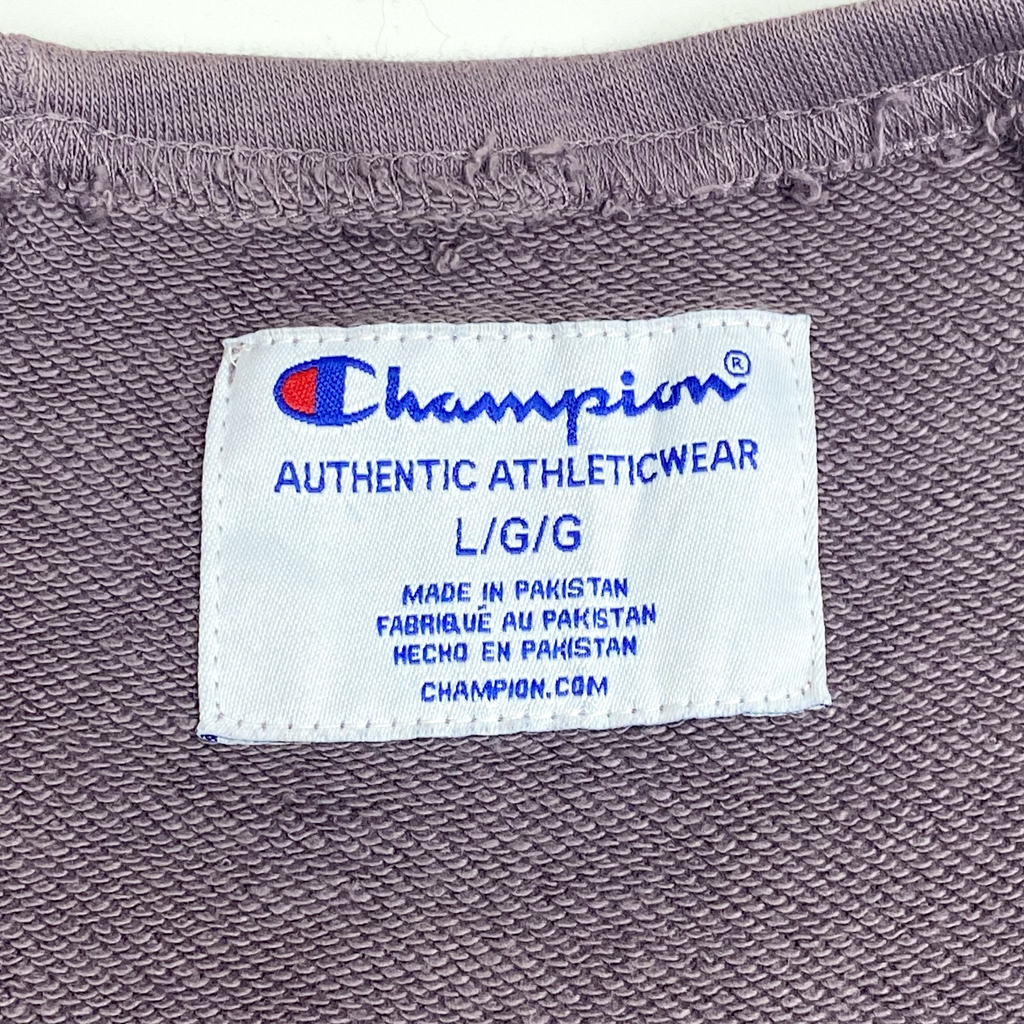 Champion®
AUTHENTIC ATHLETICWEAR
L/G/G
MADE IN PAKISTAN
FABRIQUÉ AU PAKISTAN
HECHO EN PAKISTAN
CHAMPION.COM